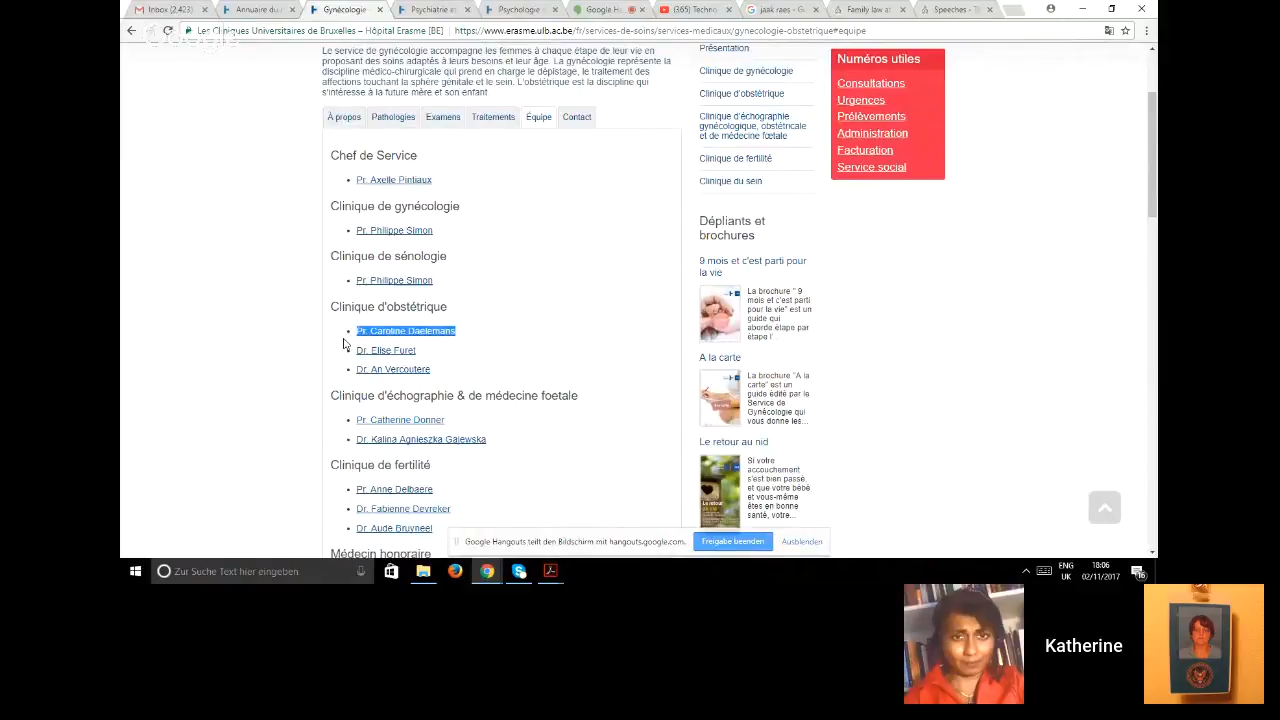 Inbox (2,423)
Annuaire du
Gynécologie
Psychiatrie et
Psychologie
Google H
(365) Techno
jaak raes - G
Family law a
Speeches - T
Les Cliniques Universitaires de Bruxelles – Hôpital Erasme [BE]
https://www.erasme.ulb.ac.be/fr/services-de-soins/services-medicaux/gynecologie-obstetrique#equipe
Le service de gynécologie accompagne les femmes à chaque étape de leur vie en
proposant des soins adaptés à leurs besoins et leur âge. La gynécologie représente la
discipline médico-chirurgicale qui prend en charge le dépistage, le traitement des
affections touchant la sphère génitale et le sein. L'obstétrique est la discipline qui
s'intéresse à la future mère et son enfant
À propos
Pathologies
Examens
Traitements
Équipe
Contact
Chef de Service
Pr. Axelle Pintiaux
Clinique de gynécologie
Pr. Philippe Simon
Clinique de sénologie
Pr. Philippe Simon
Clinique d'obstétrique
Pr. Caroline Daelemans
Dr. Elise Furet
Dr. An Vercoutere
Clinique d'échographie & de médecine foetale
Pr. Catherine Donner
Dr. Kalina Agnieszka Gajewska
Clinique de fertilité
Pr. Anne Delbaere
Dr. Fabienne Devreker
Dr. Aude Bruyneel
Médecin honoraire
Présentation
Clinique de gynécologie
Clinique d'obstétrique
Clinique d'échographie
gynécologique, obstétricale
et de médecine fœtale
Clinique de fertilité
Clinique du sein
Dépliants et
brochures
9 mois et c'est parti pour
la vie
La brochure " 9
mois et c'est parti
pour la vie" est un
guide qui
aborde étape par
étape l'...
A la carte
La brochure "A la
carte" est un
guide édité par le
Service de
Gynécologie qui
vous donne les...
Le retour au nid
Si votre
accouchement
s'est bien passé,
et que votre bébé
et vous-même
êtes en bonne
santé, votre...
Numéros utiles
Consultations
Urgences
Prélèvements
Administration
Facturation
Service social
Google Hangouts teilt den Bildschirm mit hangouts.google.com.
Freigabe beenden
Ausblenden
Zur Suche Text hier eingeben
ENG
UK
18:06
02/11/2017
16
Katherine